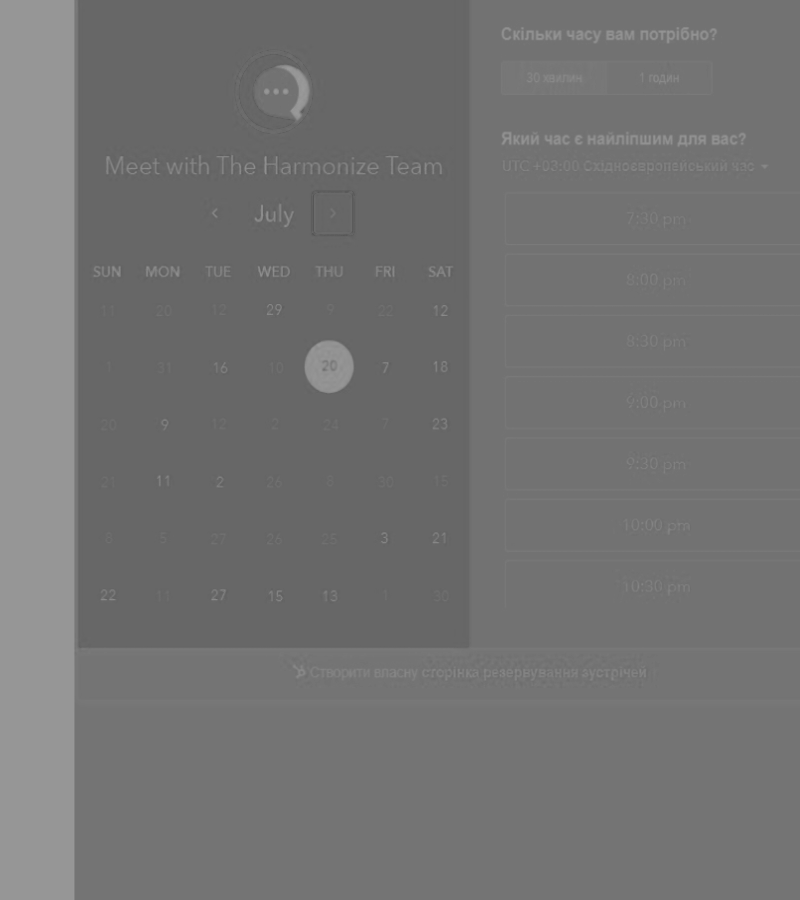 Meet with The Harmonize Team
July
SUN MON TUE WED THU FRI SAT
11 20 12 29 9 22 12
1 31 16 10 20 7 18
20 9 12 2 24 7 23
21 11 2 26 8 30 15
8 5 27 26 25 3 21
22 11 27 15 13 1 30
Скільки часу вам потрібно?
30 хвилин 1 годин
Який час є найліпшим для вас?
UTC +03:00 Східноєвропейський час
7:30 pm
8:00 pm
8:30 pm
9:00 pm
9:30 pm
10:00 pm
10:30 pm
Створити власну сторінка резервування зустрічей